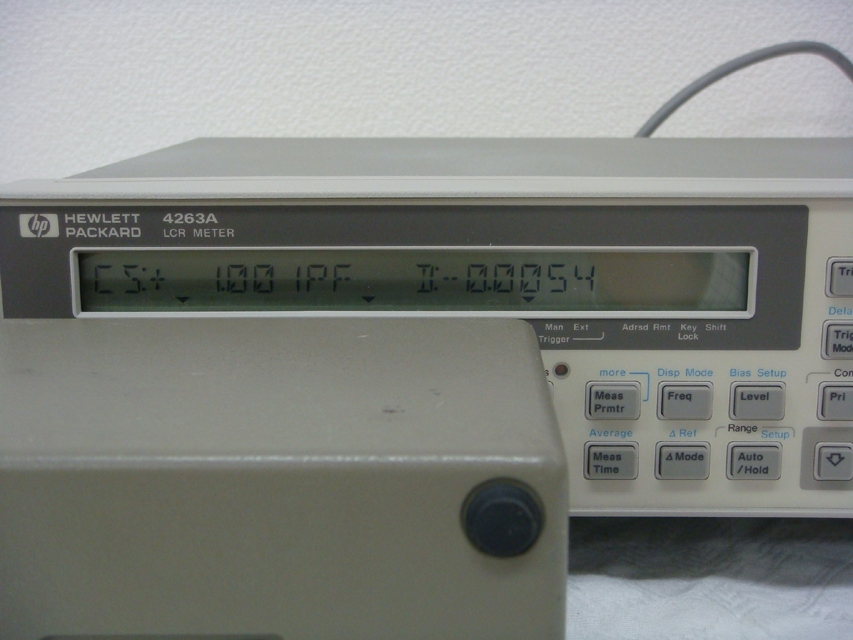 hp HEWLETT PACKARD 4263A LCR METER
CS:+ 1.001PF D:-0.0054
Man Ext Trigger Adrsd Rmt Key Lock Shift
more Disp Mode Bias Setup
Meas Prmtr Freq Level Pri
Average Δ Ref Range Setup
Meas Time Δ Mode Auto /Hold